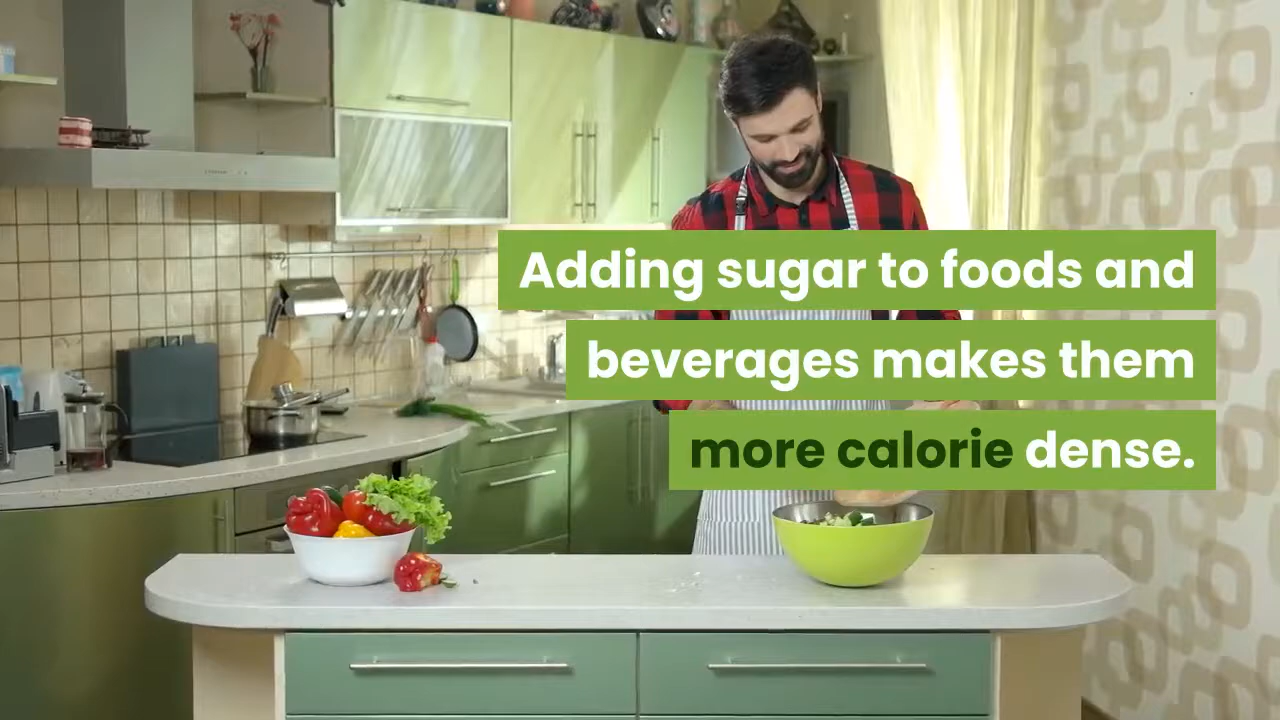 Adding sugar to foods and
beverages makes them
more calorie dense.